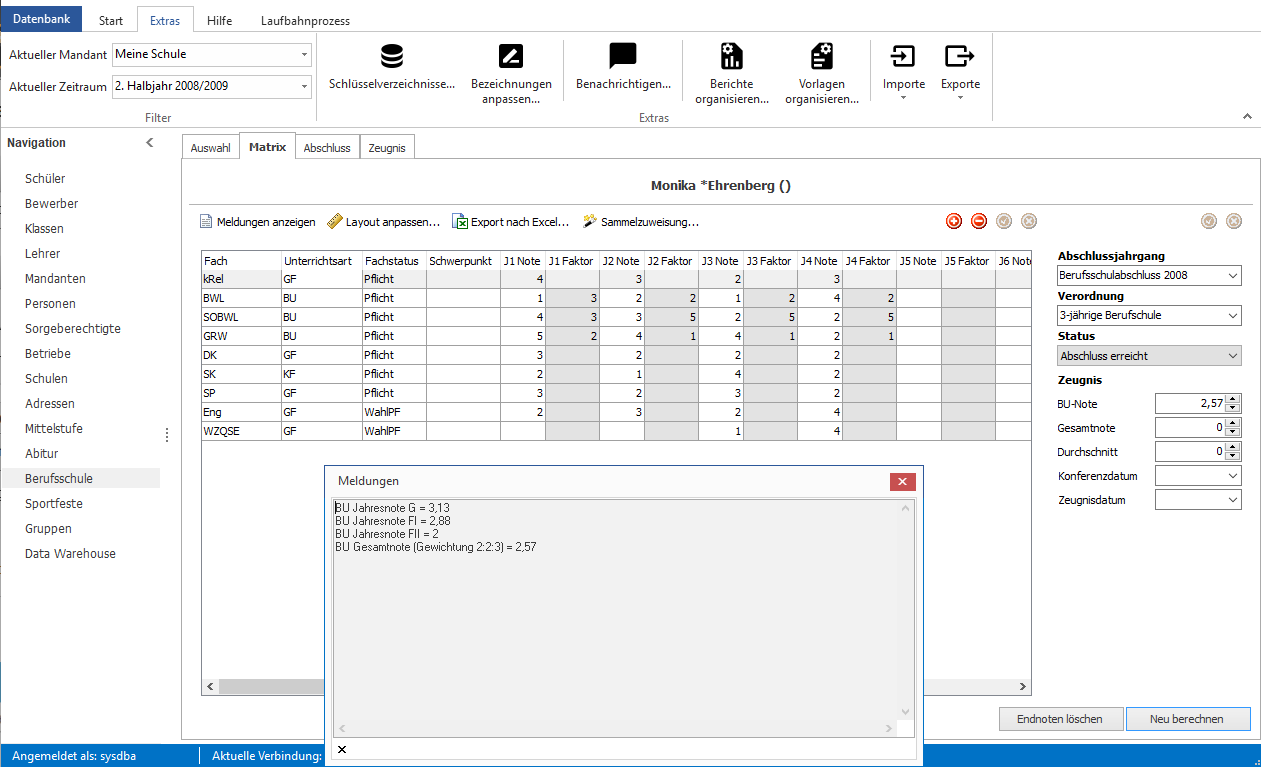 Datenbank Start Extras Hilfe Laufbahnprozess
Aktueller Mandant Meine Schule
Aktueller Zeitraum 2. Halbjahr 2008/2009
Filter
Schlüsselverzeichnisse...
Bezeichnungen
anpassen...
Benachrichtigen...
Berichte
organisieren...
Vorlagen
organisieren...
Importe
Exporte
Extras
Navigation
Schüler
Bewerber
Klassen
Lehrer
Mandanten
Personen
Sorgeberechtigte
Betriebe
Schulen
Adressen
Mittelstufe
Abitur
Berufsschule
Sportfeste
Gruppen
Data Warehouse
Auswahl Matrix Abschluss Zeugnis
Monika *Ehrenberg ()
Meldungen anzeigen Layout anpassen... Export nach Excel... Sammelzuweisung...
Fach Unterrichtsart Fachstatus Schwerpunkt J1 Note J1 Faktor J2 Note J2 Faktor J3 Note J3 Faktor J4 Note J4 Faktor J5 Note J5 Faktor J6 Note
kRel GF Pflicht 4 3 2 3
BWL BU Pflicht 1 3 2 2 1 2 4 2
SOBWL BU Pflicht 4 3 3 5 2 5 2 5
GRW BU Pflicht 5 2 4 1 4 1 2 1
DK GF Pflicht 3 2 2 2
SK KF Pflicht 2 1 4 2
SP GF Pflicht 3 2 3 2
Eng GF WahlPF 2 3 2 4
WZQSE GF WahlPF 1 4
Abschlussjahrgang
Berufsschulabschluss 2008
Verordnung
3-jährige Berufschule
Status
Abschluss erreicht
Zeugnis
BU-Note 2,57
Gesamtnote 0
Durchschnitt 0
Konferenzdatum
Zeugnisdatum
Meldungen
BU Jahresnote G = 3,13
BU Jahresnote FI = 2,88
BU Jahresnote FII = 2
BU Gesamtnote (Gewichtung 2:2:3) = 2,57
Endnoten löschen Neu berechnen
Angemeldet als: sysdba Aktuelle Verbindung: